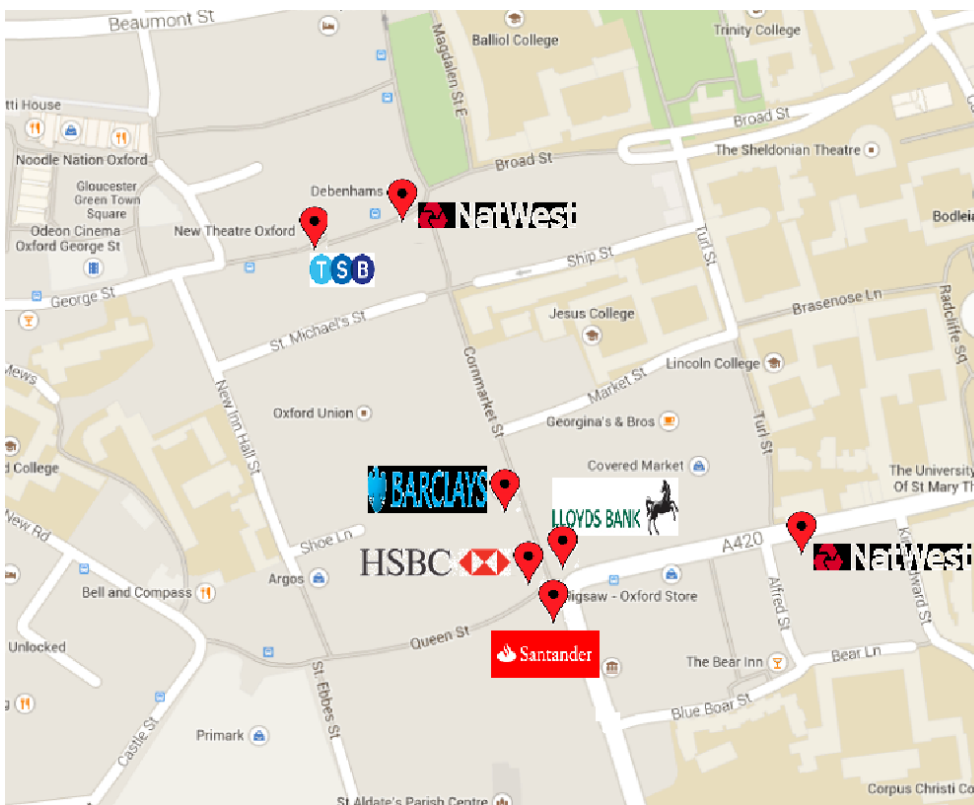 Beaumont St
Magdalen St E
Balliol College
Trinity College
tti House
Noodle Nation Oxford
Broad St
Broad St
The Sheldonian Theatre
Gloucester
Green Town
Square
Debenhams
NatWest
Odeon Cinema
Oxford George St
New Theatre Oxford
TSB
Turl St
Bodleia
Ship St
George St
St. Michael's St
Jesus College
Brasenose Ln
Radcliffe Sq
Mews
New Inn Hall St
Cornmarket St
Market St
Lincoln College
Oxford Union
Georgina's & Bros
Turl St
d College
BARCLAYS
Covered Market
The University
Of St Mary Th
LLOYDS BANK
New Rd
Shoe Ln
HSBC
A420
NatWest
Argos
Bell and Compass
Jigsaw - Oxford Store
Alfred St
King Edward St
Unlocked
Queen St
Santander
The Bear Inn
Bear Ln
St. Ebbes St
Castle St
Primark
Blue Boar St
St Aldate's Parish Centre
Corpus Christi Co